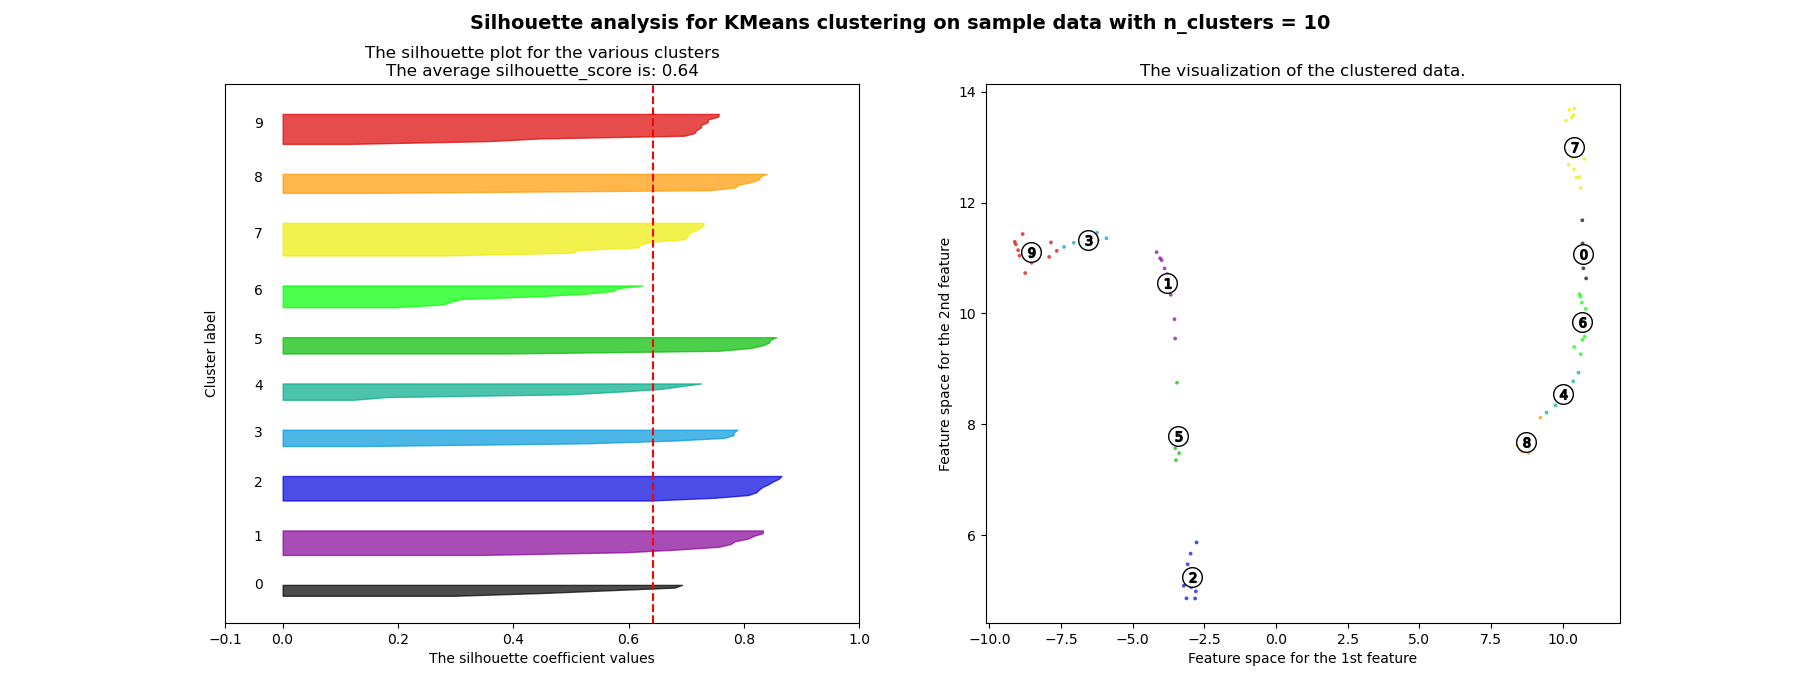 Silhouette analysis for KMeans clustering on sample data with n_clusters = 10
The silhouette plot for the various clusters
The average silhouette_score is: 0.64
Cluster label
9
8
7
6
5
4
3
2
1
0
−0.1 0.0 0.2 0.4 0.6 0.8 1.0
The silhouette coefficient values
The visualization of the clustered data.
Feature space for the 2nd feature
14
12
10
8
6
7
3
9
0
1
6
4
5
8
2
−10.0 −7.5 −5.0 −2.5 0.0 2.5 5.0 7.5 10.0
Feature space for the 1st feature